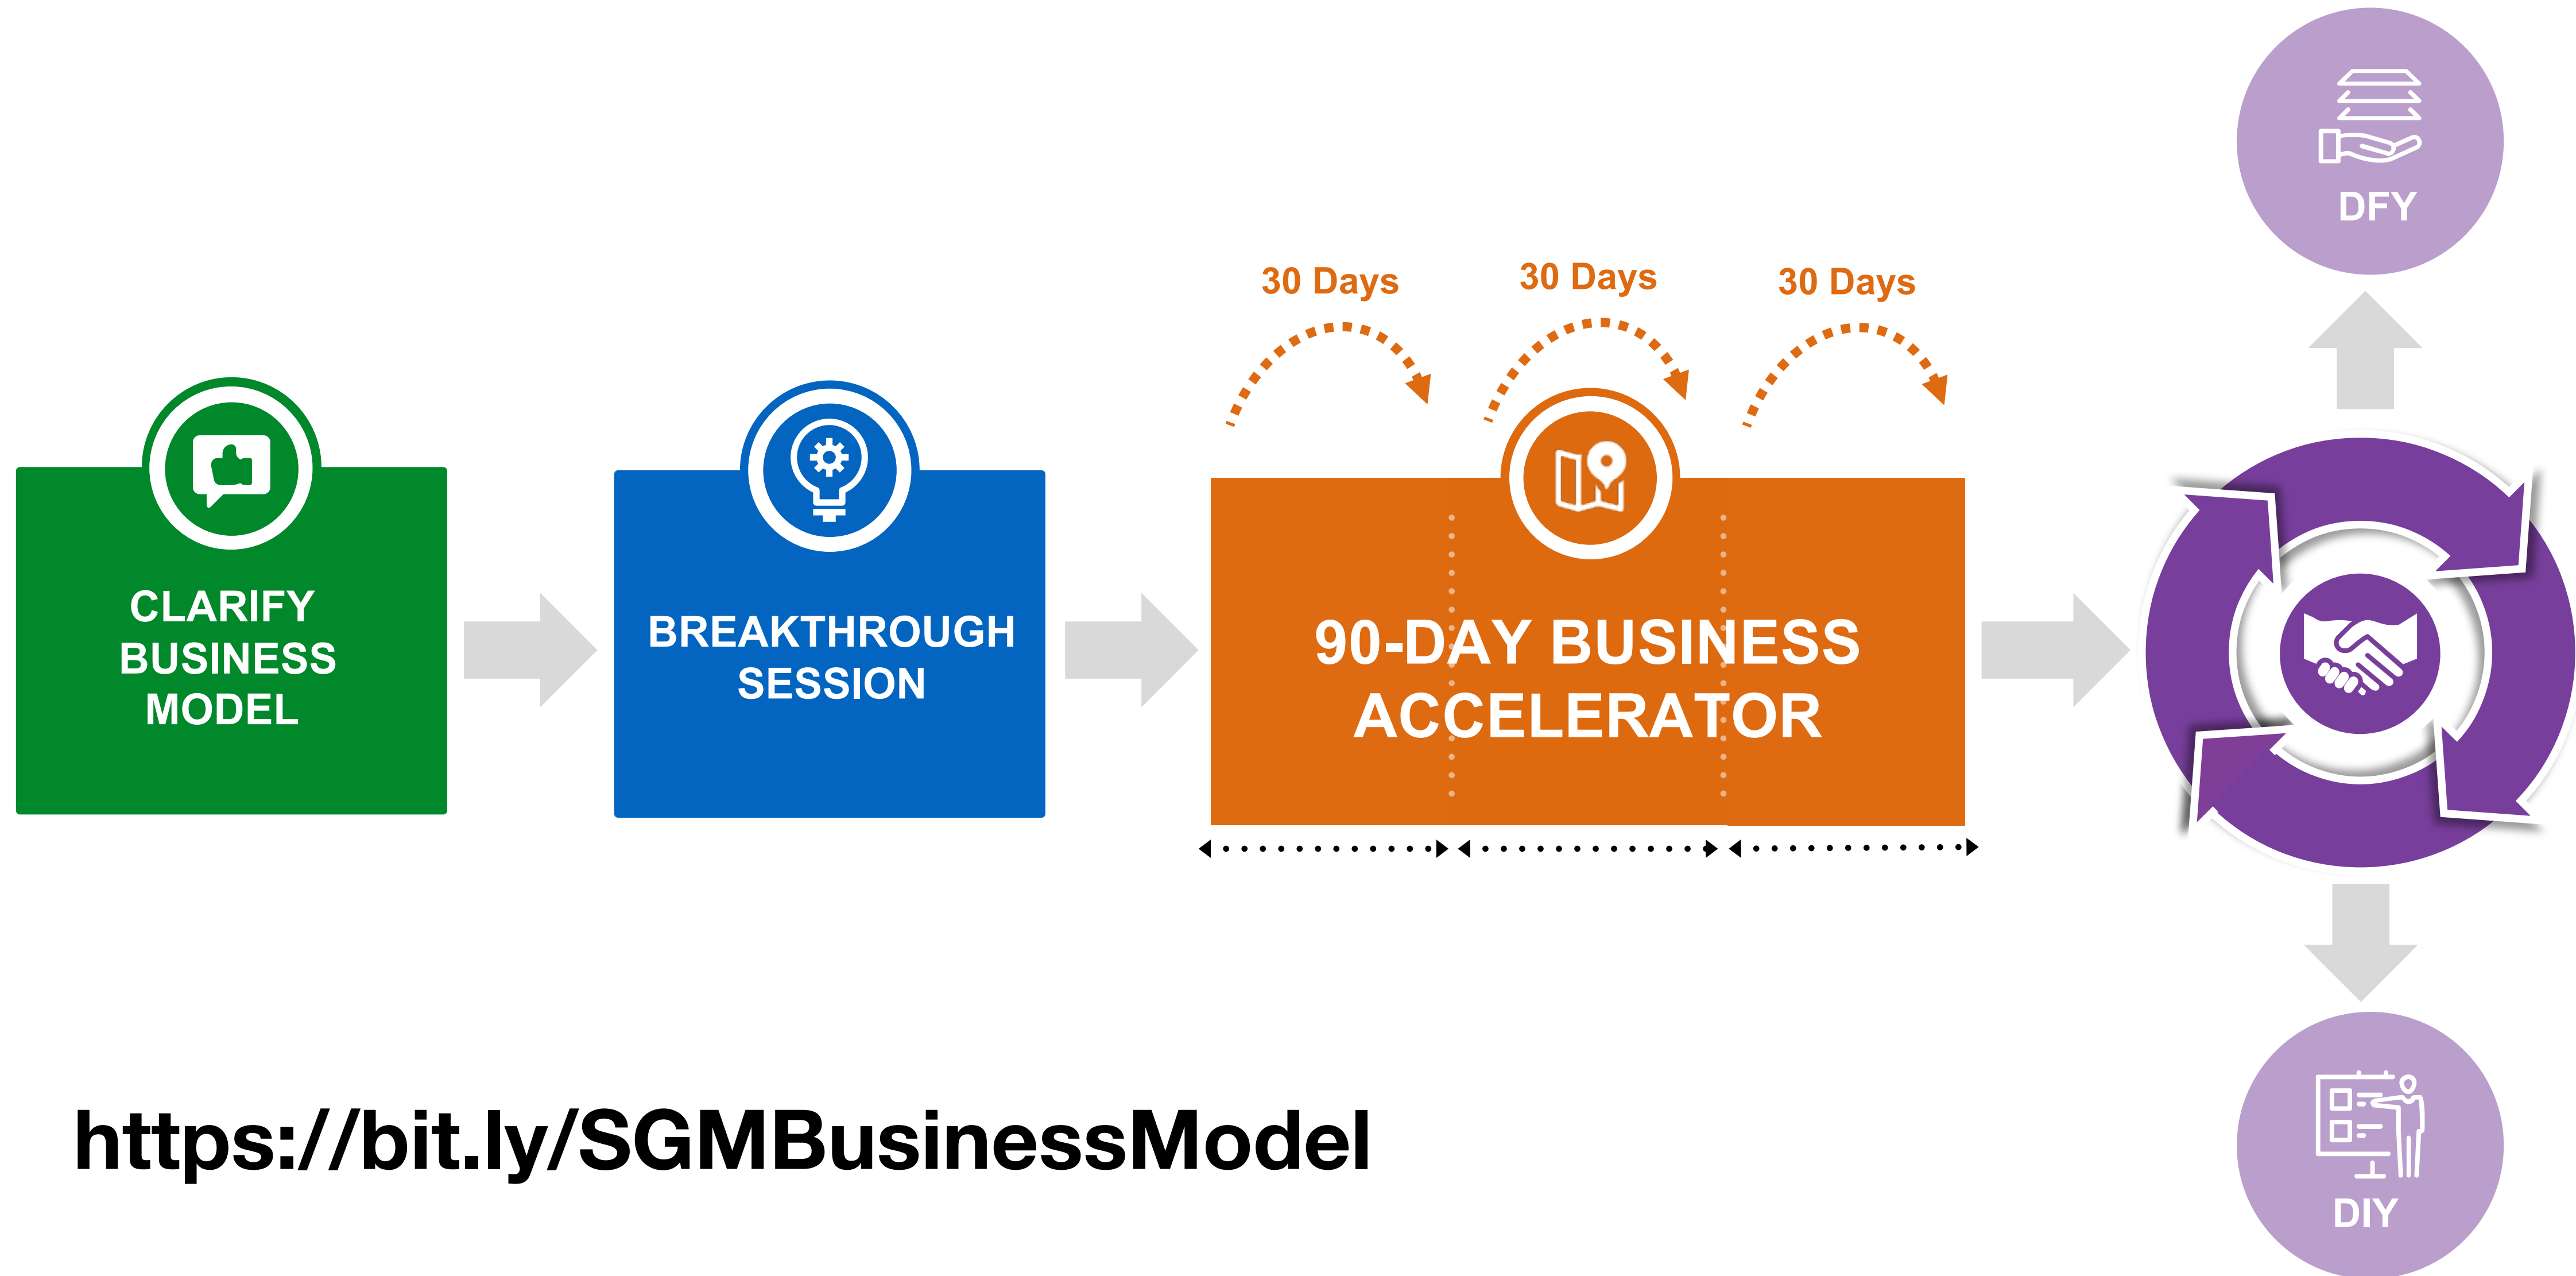 CLARIFY
BUSINESS
MODEL
BREAKTHROUGH
SESSION
30 Days
30 Days
30 Days
90-DAY BUSINESS
ACCELERATOR
DFY
DIY
https://bit.ly/SGMBusinessModel